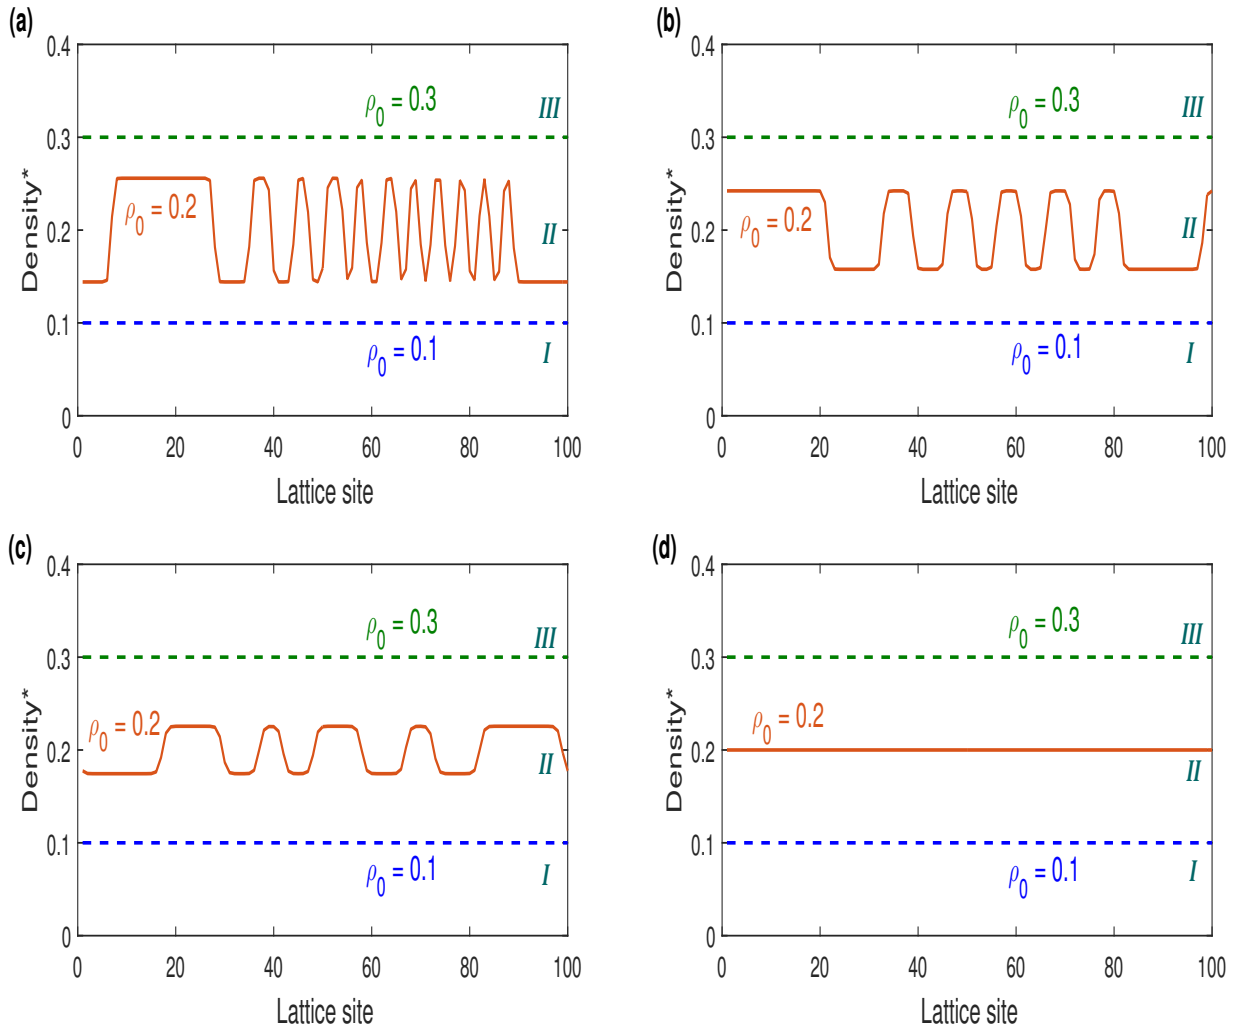 (a)
0.4
ρ0 = 0.3
III
0.3
ρ0 = 0.2
0.2
II
0.1
ρ0 = 0.1
I
0
0 20 40 60 80 100
Density*
Lattice site
(b)
0.4
ρ0 = 0.3
III
0.3
ρ0 = 0.2
0.2
II
0.1
ρ0 = 0.1
I
0
0 20 40 60 80 100
Density*
Lattice site
(c)
0.4
ρ0 = 0.3
III
0.3
ρ0 = 0.2
0.2
II
0.1
ρ0 = 0.1
I
0
0 20 40 60 80 100
Density*
Lattice site
(d)
0.4
ρ0 = 0.3
III
0.3
ρ0 = 0.2
0.2
II
0.1
ρ0 = 0.1
I
0
0 20 40 60 80 100
Density*
Lattice site